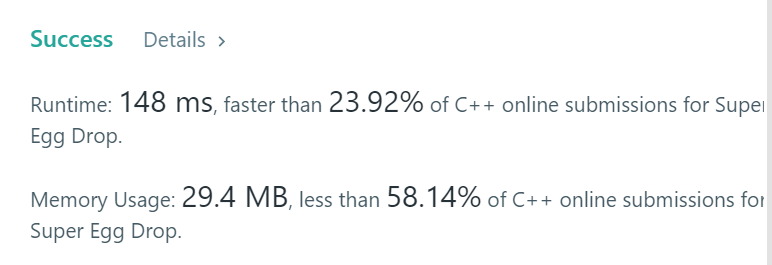 Success Details >
Runtime: 148 ms, faster than 23.92% of C++ online submissions for Super
Egg Drop.
Memory Usage: 29.4 MB, less than 58.14% of C++ online submissions for
Super Egg Drop.